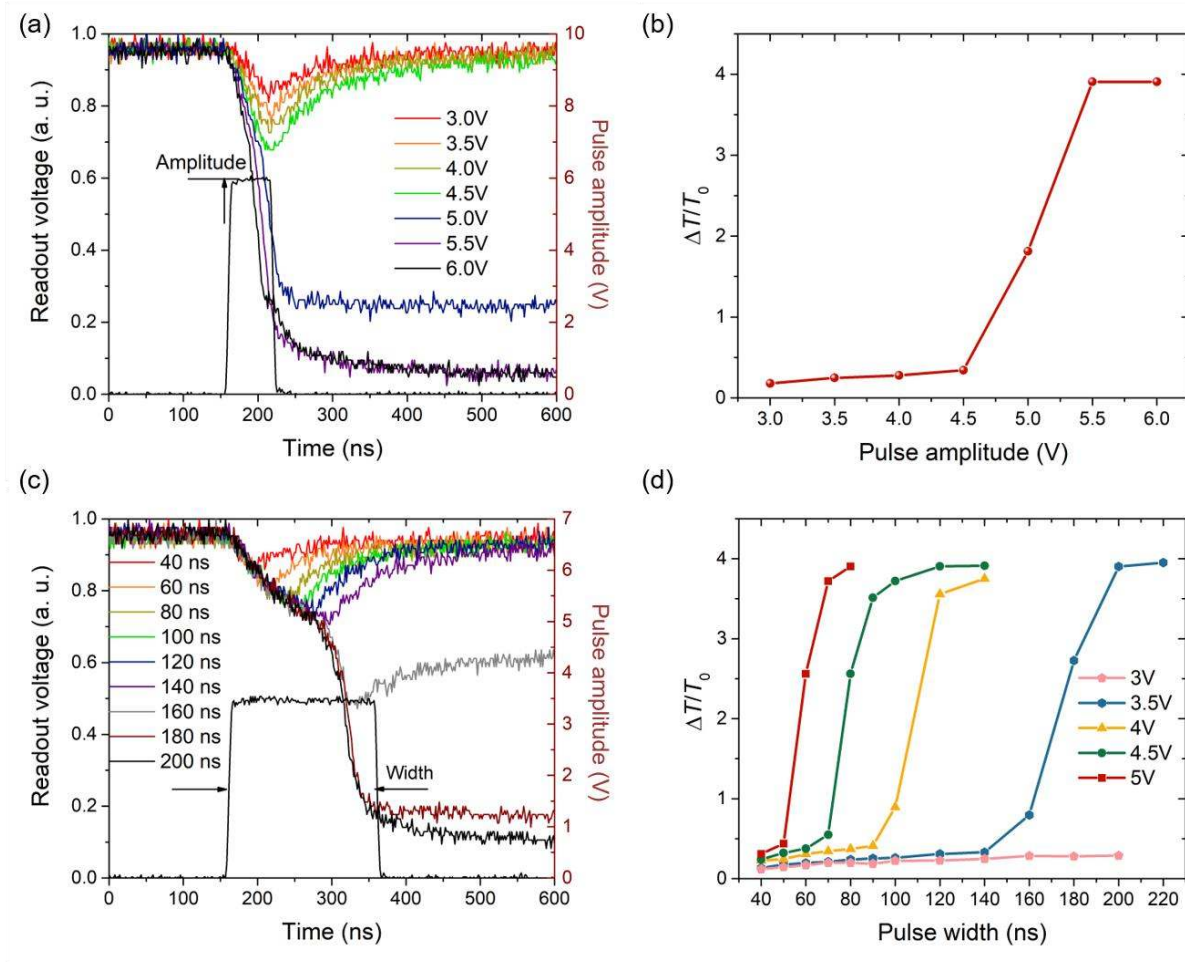 (a)
1.0
0.8
0.6
0.4
0.2
0.0
Readout voltage (a. u.)
10
8
6
4
2
0
Pulse amplitude (V)
Amplitude
3.0V
3.5V
4.0V
4.5V
5.0V
5.5V
6.0V
0 100 200 300 400 500 600
Time (ns)
(b)
4
3
2
1
0
ΔT/T0
3.0 3.5 4.0 4.5 5.0 5.5 6.0
Pulse amplitude (V)
(c)
1.0
0.8
0.6
0.4
0.2
0.0
Readout voltage (a. u.)
7
6
5
4
3
2
1
0
Pulse amplitude (V)
40 ns
60 ns
80 ns
100 ns
120 ns
140 ns
160 ns
180 ns
200 ns
Width
0 100 200 300 400 500 600
Time (ns)
(d)
4
3
2
1
0
ΔT/T0
3V
3.5V
4V
4.5V
5V
40 60 80 100 120 140 160 180 200 220
Pulse width (ns)